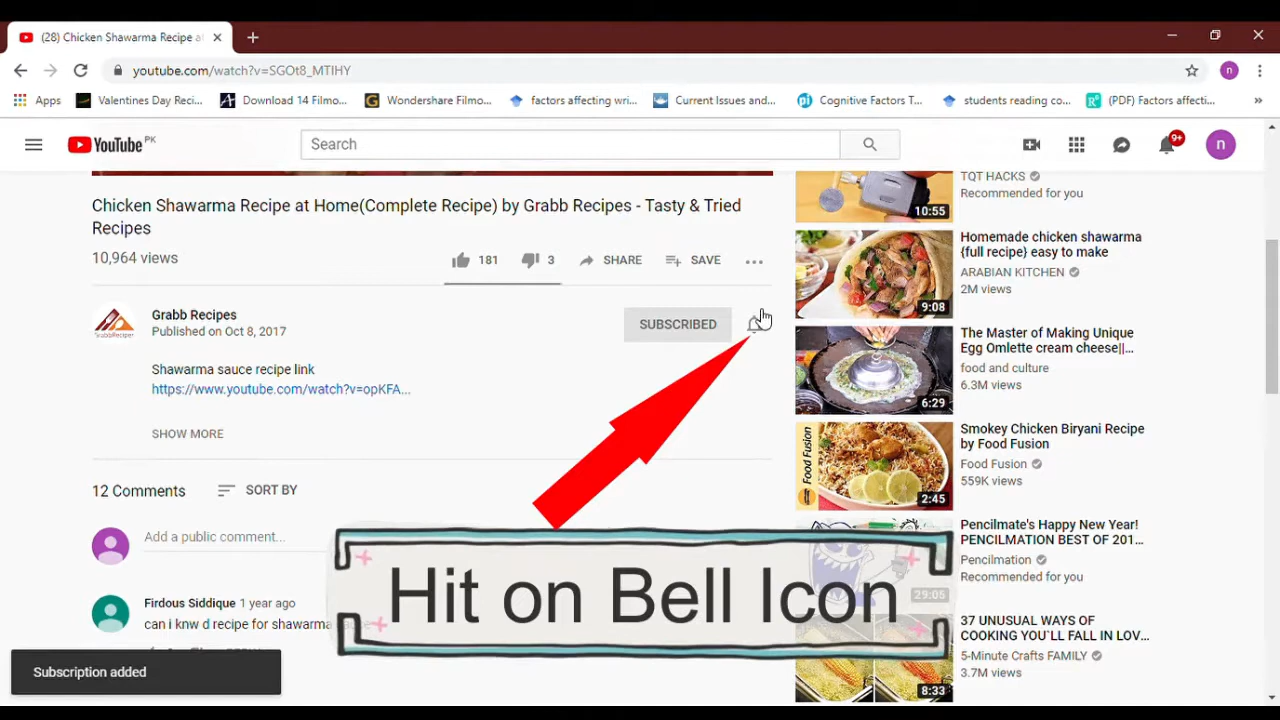 (28) Chicken Shawarma Recipe at
youtube.com/watch?v=SGOt8_MTIHY
n
Apps
Valentines Day Reci...
Download 14 Filmo...
Wondershare Filmo...
factors affecting wri...
Current Issues and...
Cognitive Factors T...
students reading co...
(PDF) Factors affecti...
YouTube PK
Search
9+
n
Chicken Shawarma Recipe at Home(Complete Recipe) by Grabb Recipes - Tasty & Tried
Recipes
10,964 views
181
3
SHARE
SAVE
Grabb Recipes
Published on Oct 8, 2017
SUBSCRIBED
Shawarma sauce recipe link
https://www.youtube.com/watch?v=opKFA...
SHOW MORE
12 Comments
SORT BY
Add a public comment...
Firdous Siddique 1 year ago
can i knw d recipe for shawarma
Hit on Bell Icon
Subscription added
TQT HACKS
Recommended for you
10:55
Homemade chicken shawarma
{full recipe} easy to make
ARABIAN KITCHEN
2M views
9:08
The Master of Making Unique
Egg Omlette cream cheese||...
food and culture
6.3M views
6:29
Smokey Chicken Biryani Recipe
by Food Fusion
Food Fusion
559K views
Food Fusion
2:45
Pencilmate's Happy New Year!
PENCILMATION BEST OF 201...
Pencilmation
Recommended for you
29:05
37 UNUSUAL WAYS OF
COOKING YOU`LL FALL IN LOV...
5-Minute Crafts FAMILY
3.7M views
8:33